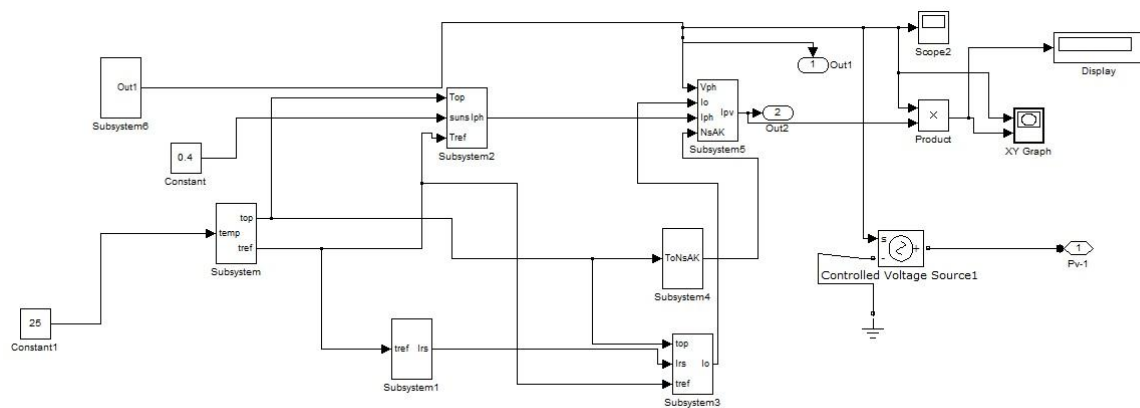 Out1
Subsystem6
0.4
Constant
temp
top
tref
Subsystem
25
Constant1
Top
suns
Tref
Iph
Subsystem2
tref
Irs
Subsystem1
ToNsAK
Subsystem4
top
Irs
tref
Io
Subsystem3
Vph
Io
Iph
NsAK
Ipv
Subsystem5
1
Out1
2
Out2
Scope2
×
Product
Display
XY Graph
s
-
+
Controlled Voltage Source1
1
Pv-1